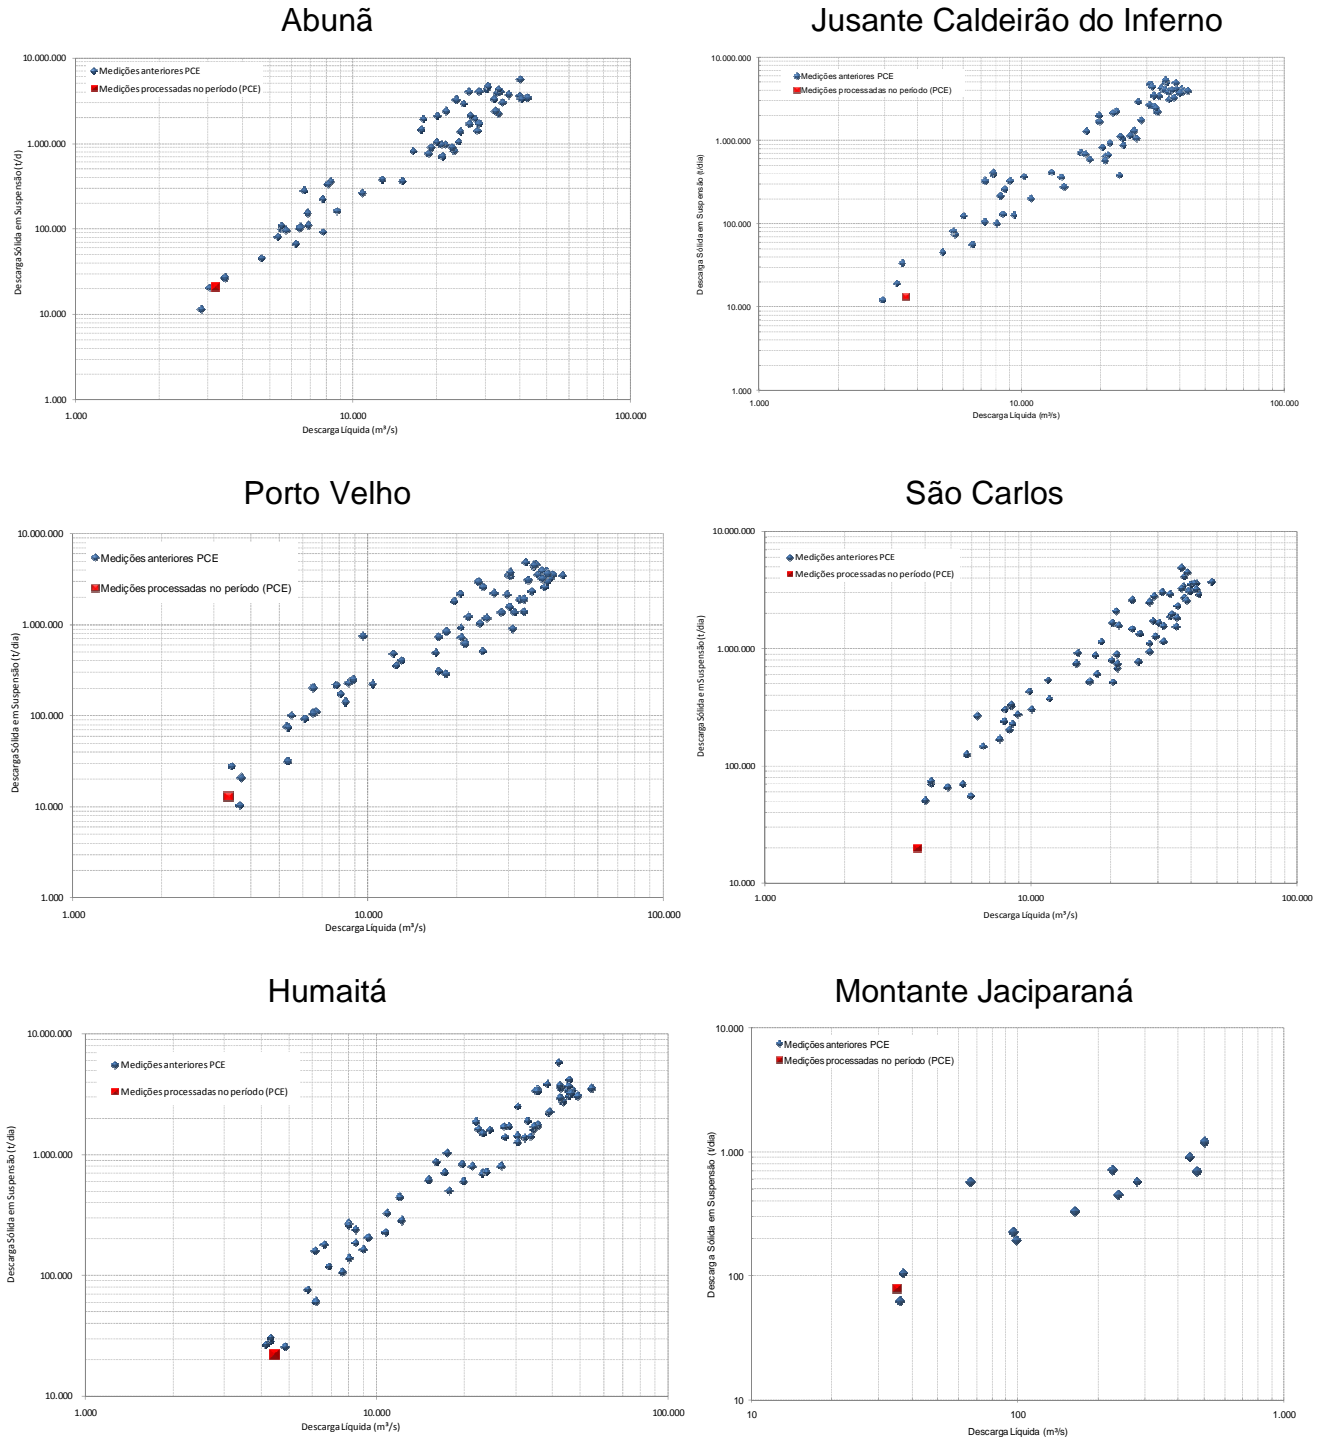 Abunã
10.000.000
1.000.000
100.000
10.000
1.000
1.000
10.000
100.000
Descarga Sólida em Suspensão (t/d)
Descarga Líquida (m³/s)
Medições anteriores PCE
Medições processadas no período (PCE)
Jusante Caldeirão do Inferno
10.000.000
1.000.000
100.000
10.000
1.000
1.000
10.000
100.000
Descarga Sólida em Suspensão (t/dia)
Descarga Líquida (m³/s)
Medições anteriores PCE
Medições processadas no período (PCE)
Porto Velho
10.000.000
1.000.000
100.000
10.000
1.000
1.000
10.000
100.000
Descarga Sólida em Suspensão (t/dia)
Descarga Líquida (m³/s)
Medições anteriores PCE
Medições processadas no período (PCE)
São Carlos
10.000.000
1.000.000
100.000
10.000
1.000
10.000
100.000
Descarga Sólida em Suspensão (t/dia)
Descarga Líquida (m³/s)
Medições anteriores PCE
Medições processadas no período (PCE)
Humaitá
10.000.000
1.000.000
100.000
10.000
1.000
10.000
100.000
Descarga Sólida em Suspensão (t/dia)
Descarga Líquida (m³/s)
Medições anteriores PCE
Medições processadas no período (PCE)
Montante Jaciparaná
10.000
1.000
100
10
10
100
1.000
Descarga Sólida em Suspensão (t/dia)
Descarga Líquida (m³/s)
Medições anteriores PCE
Medições processadas no período (PCE)